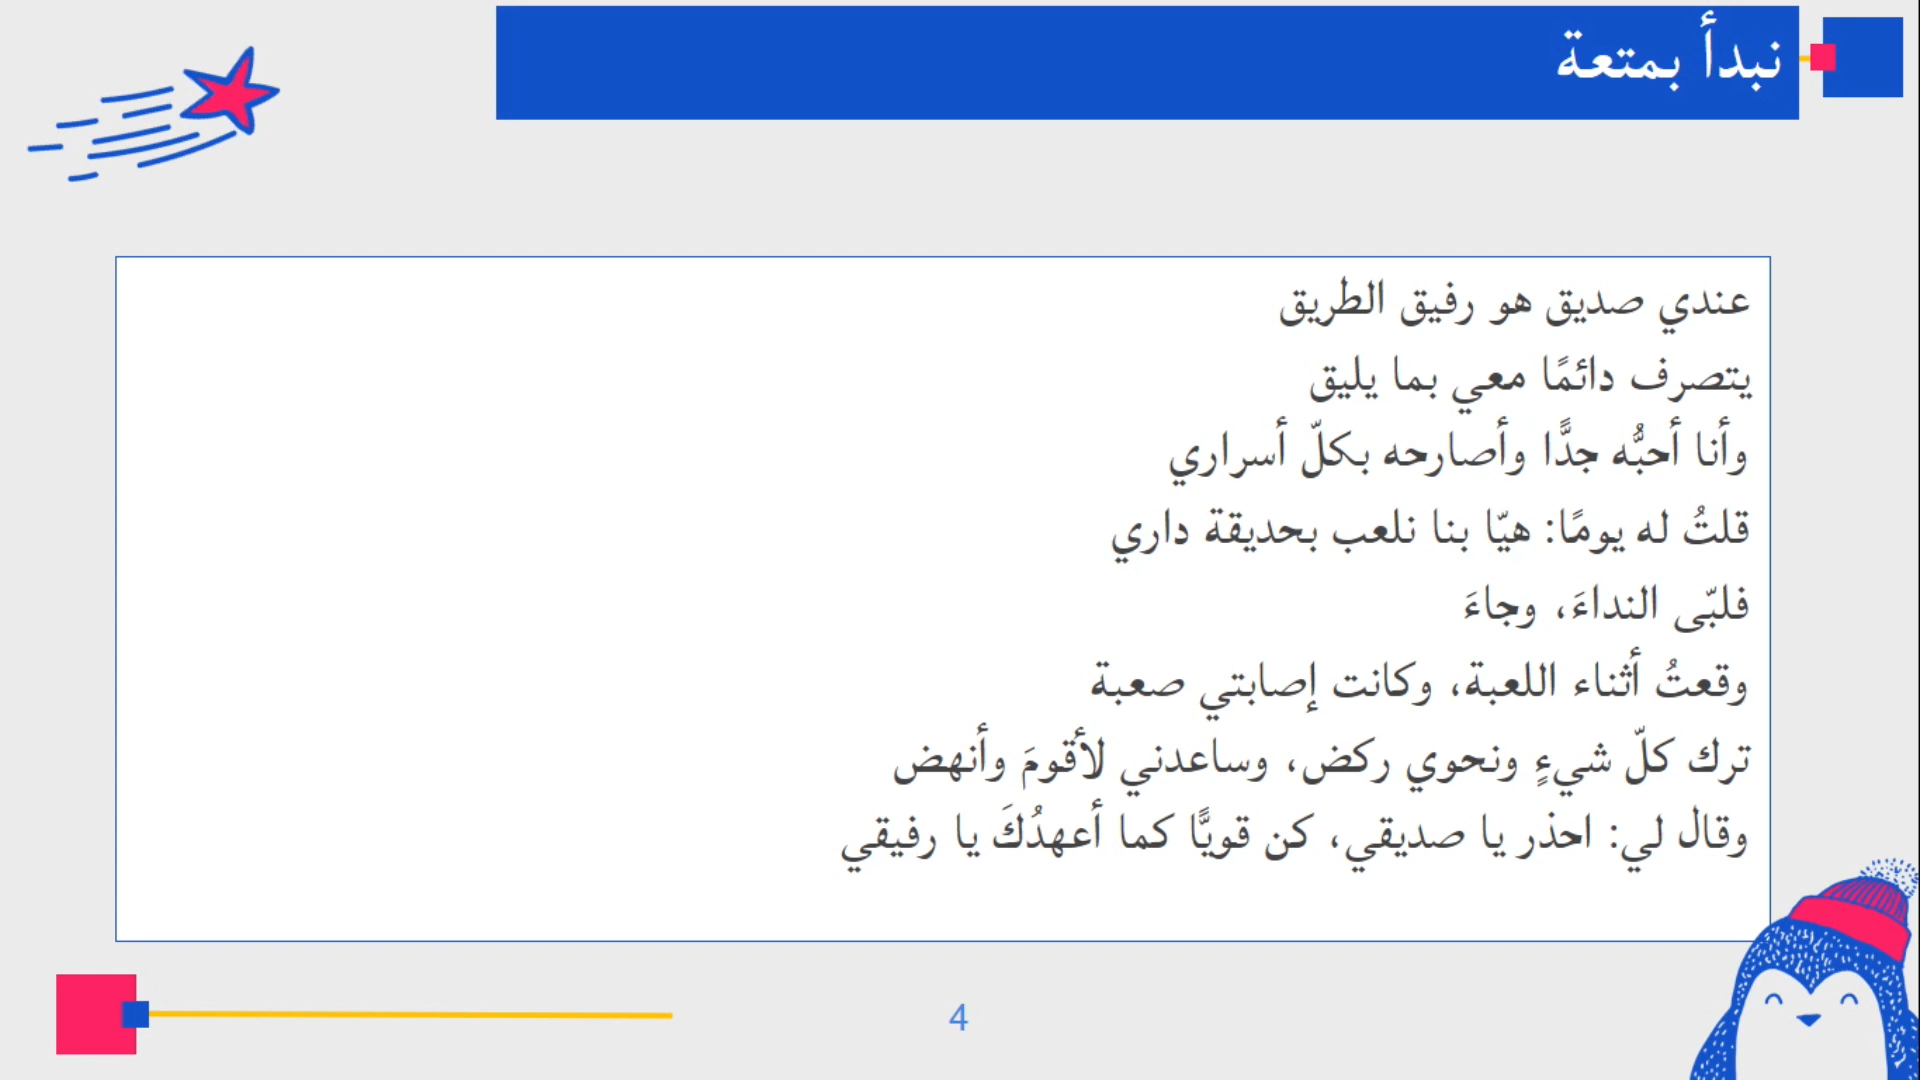 نبدأ بمتعة
عندي صديق هو رفيق الطريق
يتصرف دائمًا معي بما يليق
وأنا أحبُّه جدًّا وأصارحه بكلّ أسراري
قلتُ له يومًا: هيّا بنا نلعب بحديقة داري
فلبّى النداءَ، وجاءَ
وقعتُ أثناء اللعبة، وكانت إصابتي صعبة
ترك كلّ شيءٍ ونحوي ركض، وساعدني لأقومَ وأنهض
وقال لي: احذر يا صديقي، كن قويًّا كما أعهدُكَ يا رفيقي
4